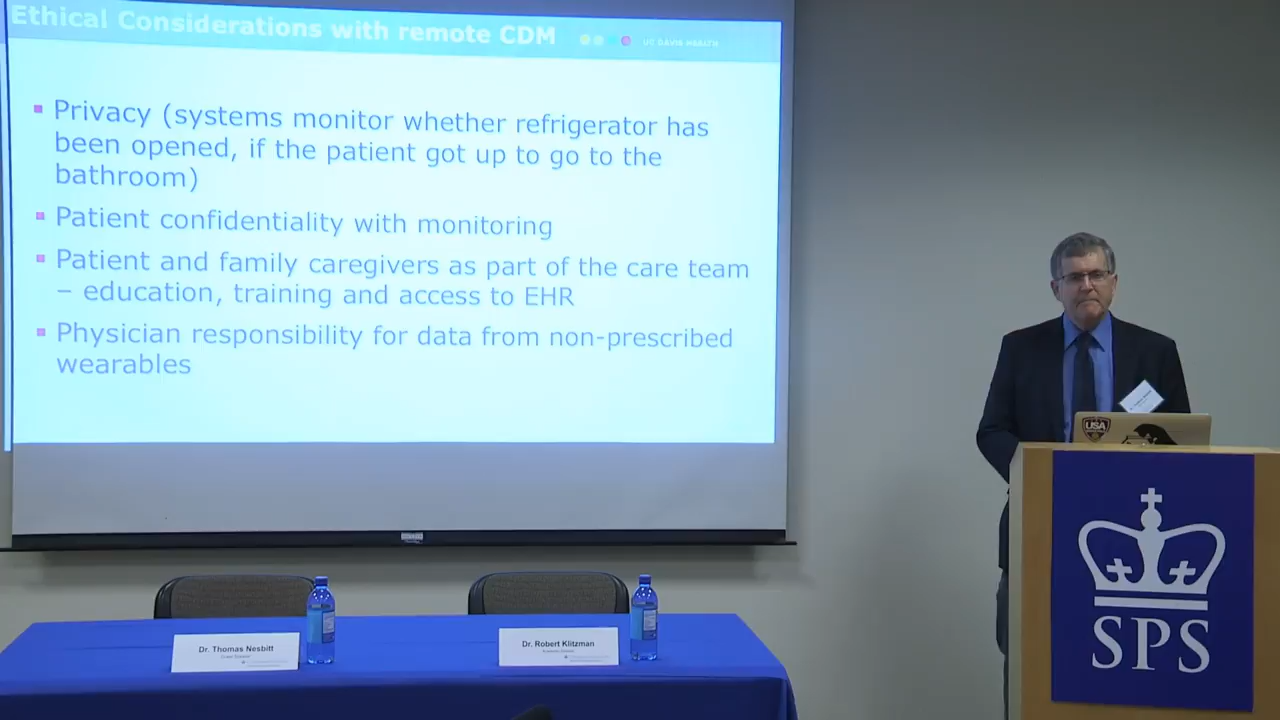 Ethical Considerations with remote CDM
UC DAVIS HEALTH
Privacy (systems monitor whether refrigerator has
been opened, if the patient got up to go to the
bathroom)
Patient confidentiality with monitoring
Patient and family caregivers as part of the care team
– education, training and access to EHR
Physician responsibility for data from non-prescribed
wearables
USA
SPS
Dr. Thomas Nesbitt
Dr. Robert Klitzman